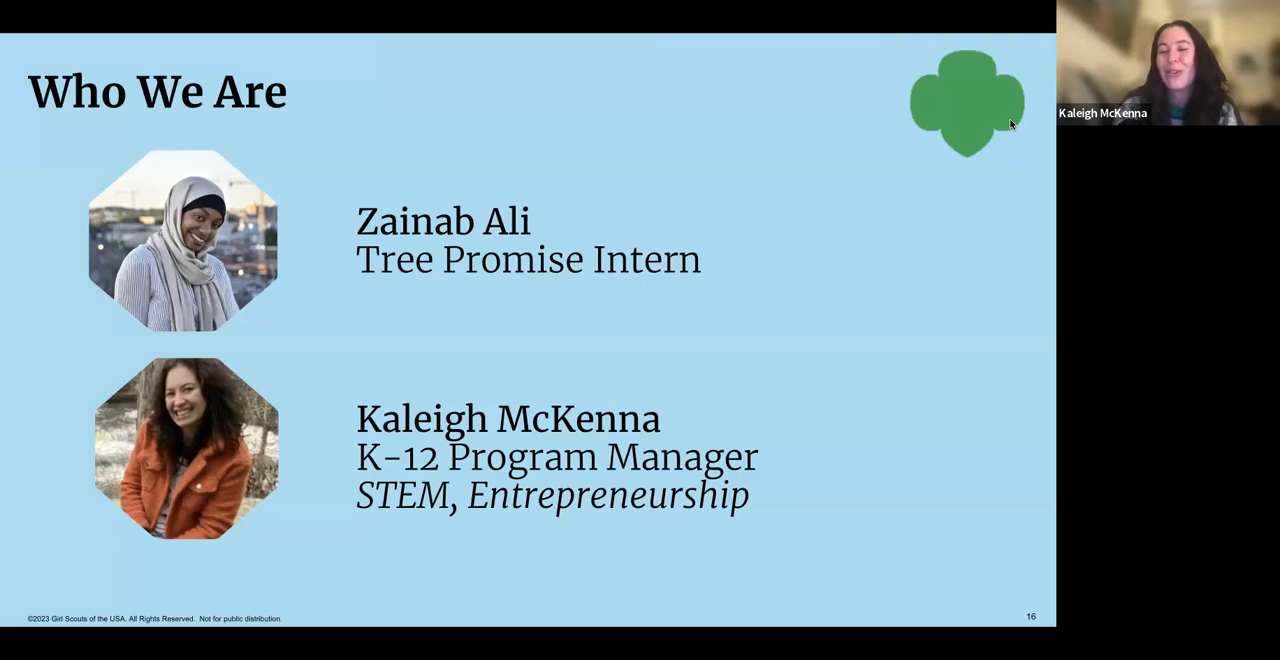 Who We Are
Zainab Ali
Tree Promise Intern
Kaleigh McKenna
K-12 Program Manager
STEM, Entrepreneurship
©2023 Girl Scouts of the USA. All Rights Reserved. Not for public distribution.
16
Kaleigh McKenna